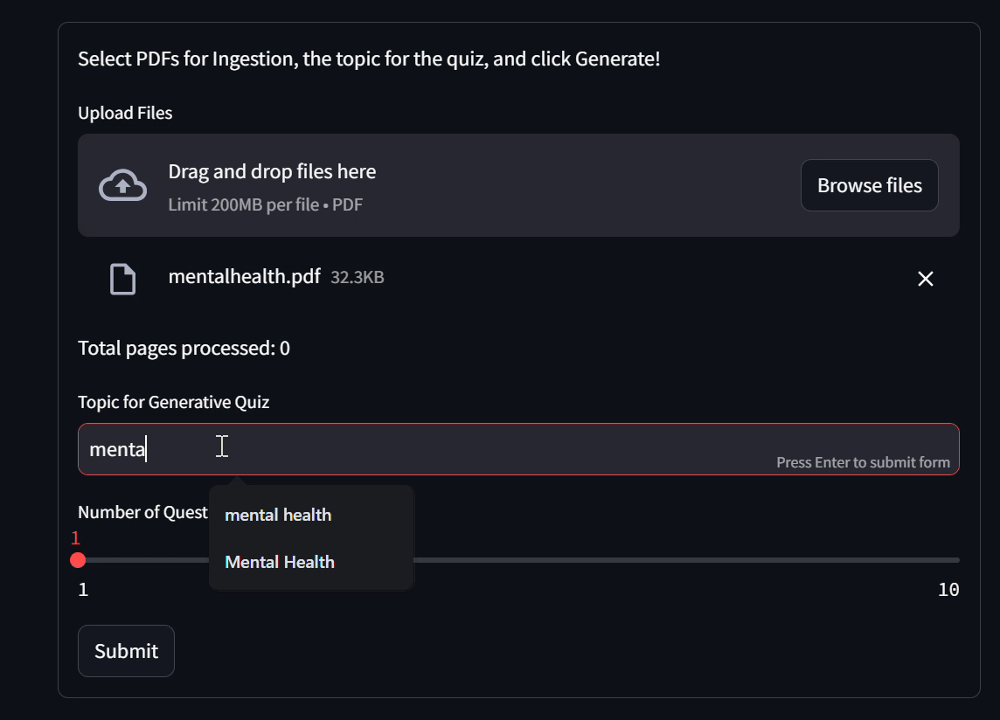 Select PDFs for Ingestion, the topic for the quiz, and click Generate!
Upload Files
Drag and drop files here
Limit 200MB per file • PDF
Browse files
mentalhealth.pdf 32.3KB
Total pages processed: 0
Topic for Generative Quiz
menta
Press Enter to submit form
mental health
Mental Health
Number of Quest
1
1
10
Submit